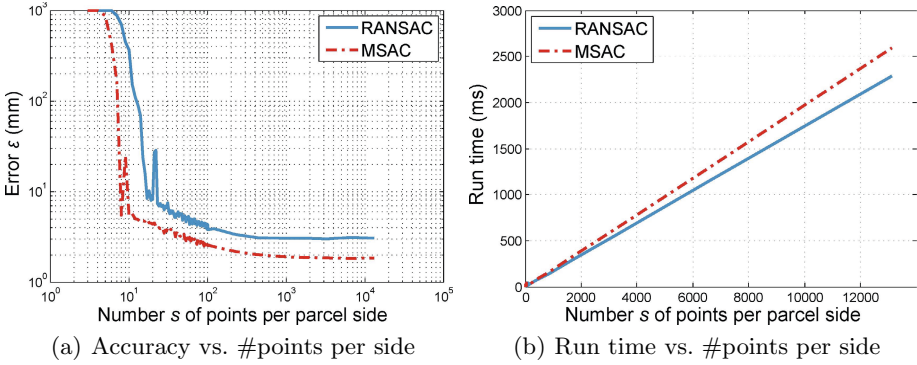 RANSAC
MSAC
Error ε (mm)
10³
10²
10¹
10⁰
10⁰ 10¹ 10² 10³ 10⁴ 10⁵
Number s of points per parcel side
(a) Accuracy vs. #points per side
RANSAC
MSAC
Run time (ms)
3000
2500
2000
1500
1000
500
0
0 2000 4000 6000 8000 10000 12000
Number s of points per parcel side
(b) Run time vs. #points per side